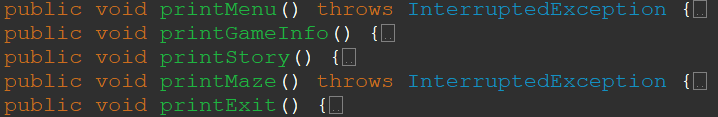 public void printMenu() throws InterruptedException {..
public void printGameInfo() {..
public void printStory() {..
public void printMaze() throws InterruptedException {..
public void printExit() {..